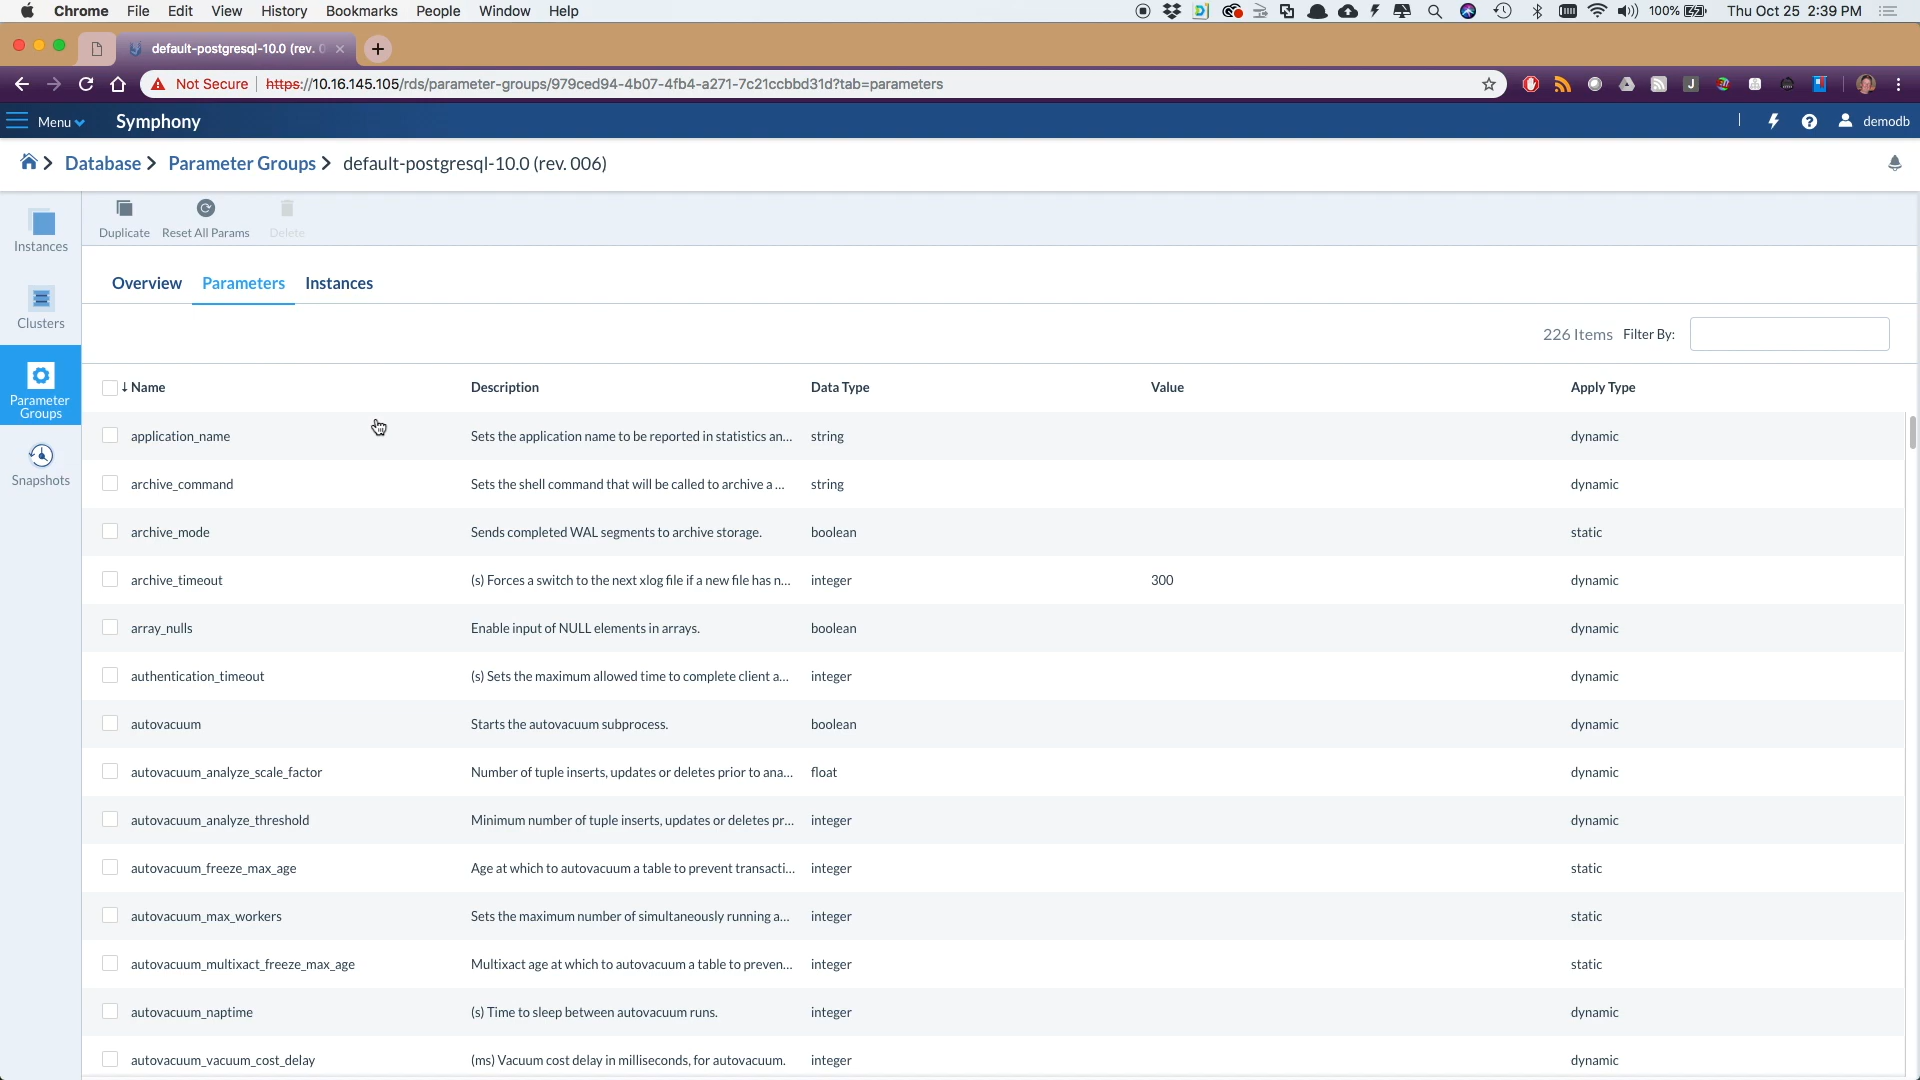 Chrome File Edit View History Bookmarks People Window Help 100% Thu Oct 25 2:39 PM
default-postgresql-10.0 (rev. 0
Not Secure https://10.16.145.105/rds/parameter-groups/979ced94-4b07-4fb4-a271-7c21ccbbd31d?tab=parameters
Menu Symphony demodb
Database Parameter Groups default-postgresql-10.0 (rev. 006)
Instances
Clusters
Parameter
Groups
Snapshots
Duplicate Reset All Params Delete
Overview Parameters Instances
226 Items Filter By:
Name Description Data Type Value Apply Type
application_name Sets the application name to be reported in statistics an... string dynamic
archive_command Sets the shell command that will be called to archive a ... string dynamic
archive_mode Sends completed WAL segments to archive storage. boolean static
archive_timeout (s) Forces a switch to the next xlog file if a new file has n... integer 300 dynamic
array_nulls Enable input of NULL elements in arrays. boolean dynamic
authentication_timeout (s) Sets the maximum allowed time to complete client a... integer dynamic
autovacuum Starts the autovacuum subprocess. boolean dynamic
autovacuum_analyze_scale_factor Number of tuple inserts, updates or deletes prior to ana... float dynamic
autovacuum_analyze_threshold Minimum number of tuple inserts, updates or deletes pr... integer dynamic
autovacuum_freeze_max_age Age at which to autovacuum a table to prevent transacti... integer static
autovacuum_max_workers Sets the maximum number of simultaneously running a... integer static
autovacuum_multixact_freeze_max_age Multixact age at which to autovacuum a table to preven... integer static
autovacuum_naptime (s) Time to sleep between autovacuum runs. integer dynamic
autovacuum_vacuum_cost_delay (ms) Vacuum cost delay in milliseconds, for autovacuum. integer dynamic